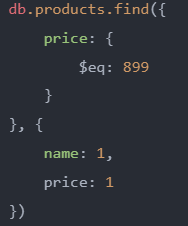 db.products.find({
    price: {
        $eq: 899
    }
}, {
    name: 1,
    price: 1
})